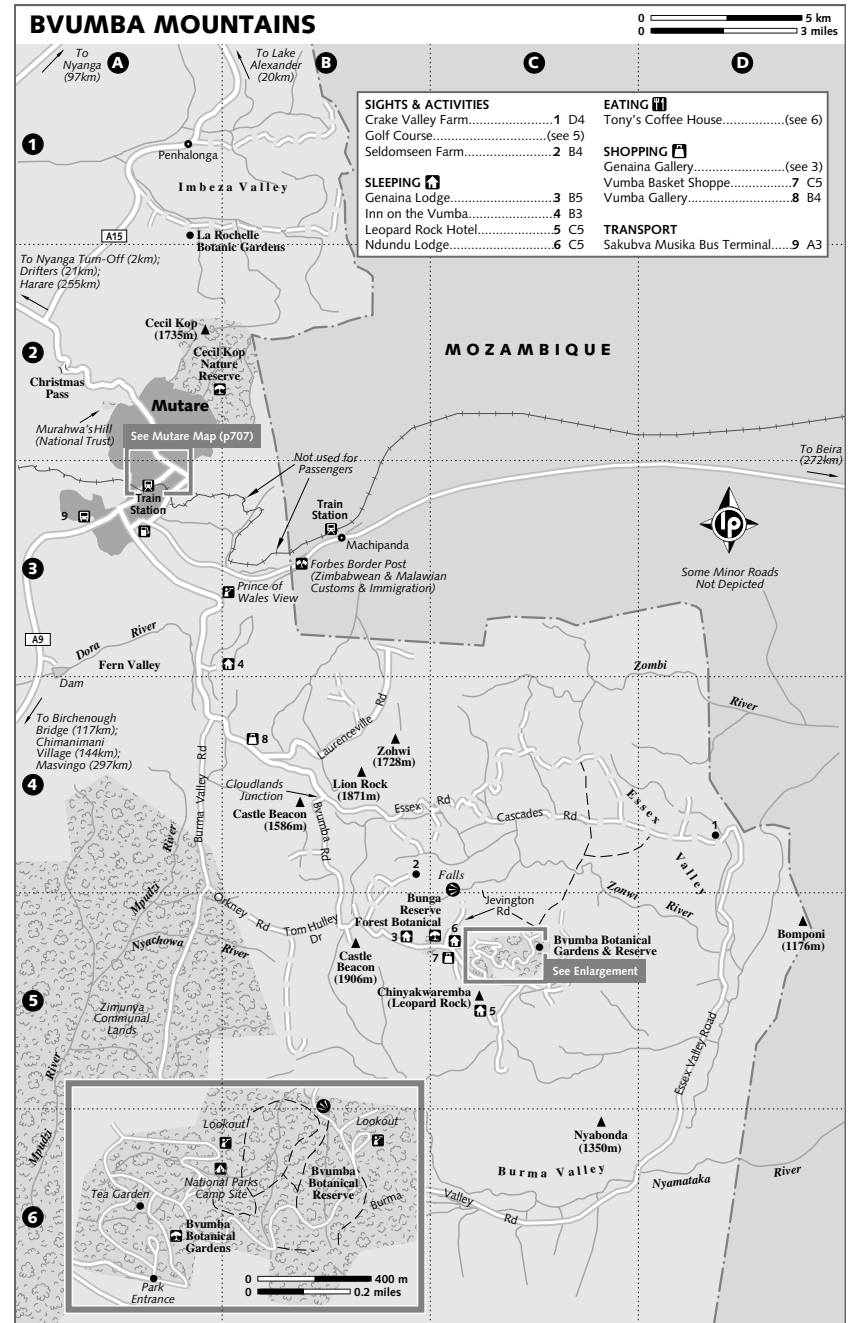 BVUMBA MOUNTAINS
0 5 km
0 3 miles
To
Nyanga
(97km)
A
To Lake
Alexander
(20km)
B
C
D
SIGHTS & ACTIVITIES
Crake Valley Farm......................1 D4
Golf Course......................(see 5)
Seldomseen Farm......................2 B4
SLEEPING
Genaina Lodge......................3 B5
Inn on the Vumba......................4 B3
Leopard Rock Hotel......................5 C5
Ndundu Lodge......................6 C5
EATING
Tony's Coffee House..............(see 6)
SHOPPING
Genaina Gallery......................(see 3)
Vumba Basket Shoppe..............7 C5
Vumba Gallery......................8 B4
TRANSPORT
Sakubva Musika Bus Terminal.....9 A3
1
Penhalonga
Imbeza Valley
A15
La Rochelle
Botanic Gardens
To Nyanga Turn-Off (2km);
Drifters (21km);
Harare (255km)
Cecil Kop
(1735m)
2
Cecil Kop
Nature
Reserve
MOZAMBIQUE
Christmas
Pass
Mutare
Murahwa's Hill
(National Trust)
See Mutare Map (p707)
Not used for
Passengers
To Beira
(272km)
Train
Station
9
Train
Station
Machipanda
lp
3
Forbes Border Post
(Zimbabwean & Malawian
Customs & Immigration)
Some Minor Roads
Not Depicted
Prince of
Wales View
A9
Dora River
Fern Valley
4
Dam
Zombi
River
To Birchenough
Bridge (117km);
Chimanimani
Village (144km);
Masvingo (297km)
8
Laurenceville Rd
Zohwi
(1728m)
4
Burma Valley Rd
Cloudlands
Junction
Lion Rock
(1871m)
Castle Beacon
(1586m)
Bvumba Rd
Essex Rd
Cascades Rd
Essex
Valley
1
2
Falls
Mpudzi River
Orkney Rd
Tom Hulley
Dr
Bunga
Reserve
Forest Botanical
Jevington
Rd
Zonwi
River
3
6
7
Nyachowa
River
Castle
Beacon
(1906m)
Bvumba Botanical
Gardens & Reserve
See Enlargement
Bomponi
(1176m)
5
Zimunya
Communal
Lands
Chinyakwaremba
(Leopard Rock)
5
Essex Valley Road
Mpudzi River
Lookout
Lookout
National Parks
Camp Site
Bvumba
Botanical
Reserve
Tea Garden
Burma
Valley
Rd
Nyabonda
(1350m)
Burma Valley
Nyamataka
River
6
Bvumba
Botanical
Gardens
Park
Entrance
0 400 m
0 0.2 miles